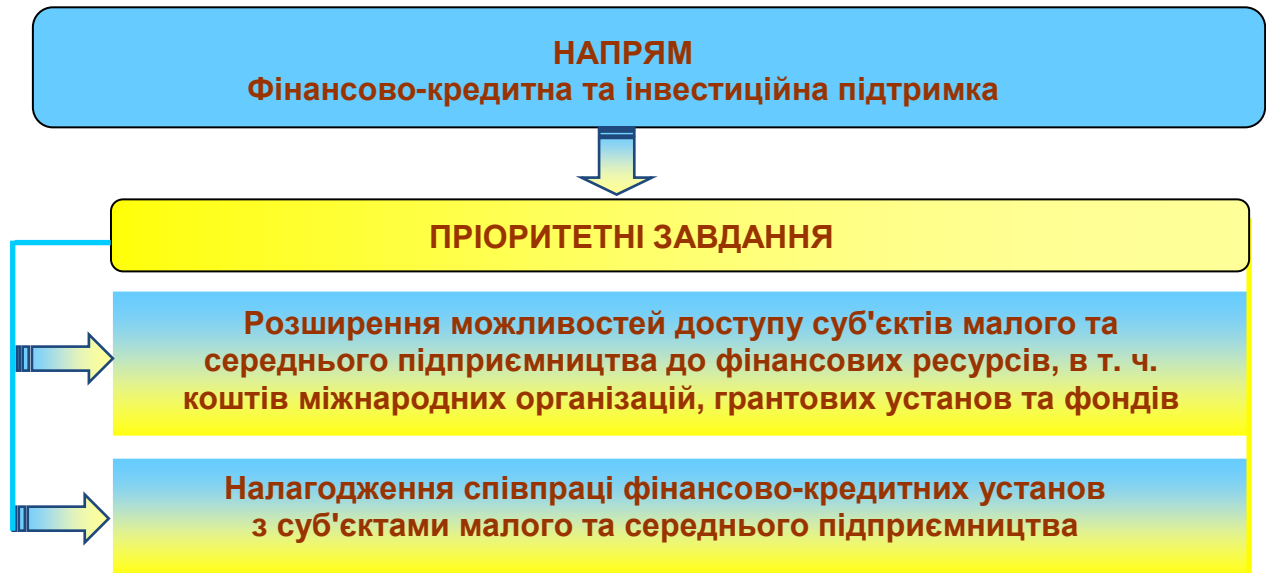 НАПРЯМ
Фінансово-кредитна та інвестиційна підтримка
ПРІОРИТЕТНІ ЗАВДАННЯ
Розширення можливостей доступу суб'єктів малого та
середнього підприємництва до фінансових ресурсів, в т. ч.
коштів міжнародних організацій, грантових установ та фондів
Налагодження співпраці фінансово-кредитних установ
з суб'єктами малого та середнього підприємництва